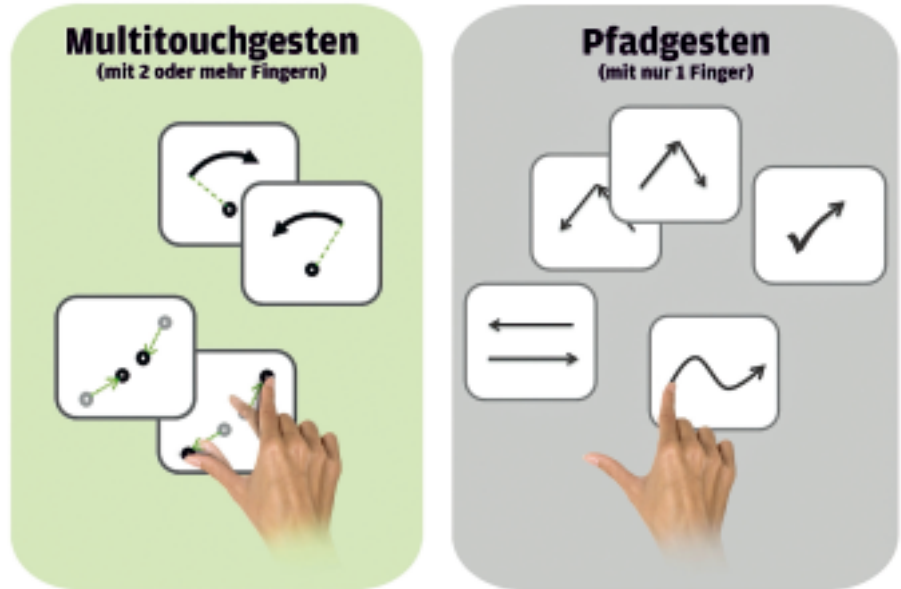 Multitouchgesten
(mit 2 oder mehr Fingern)
Pfadgesten
(mit nur 1 Finger)